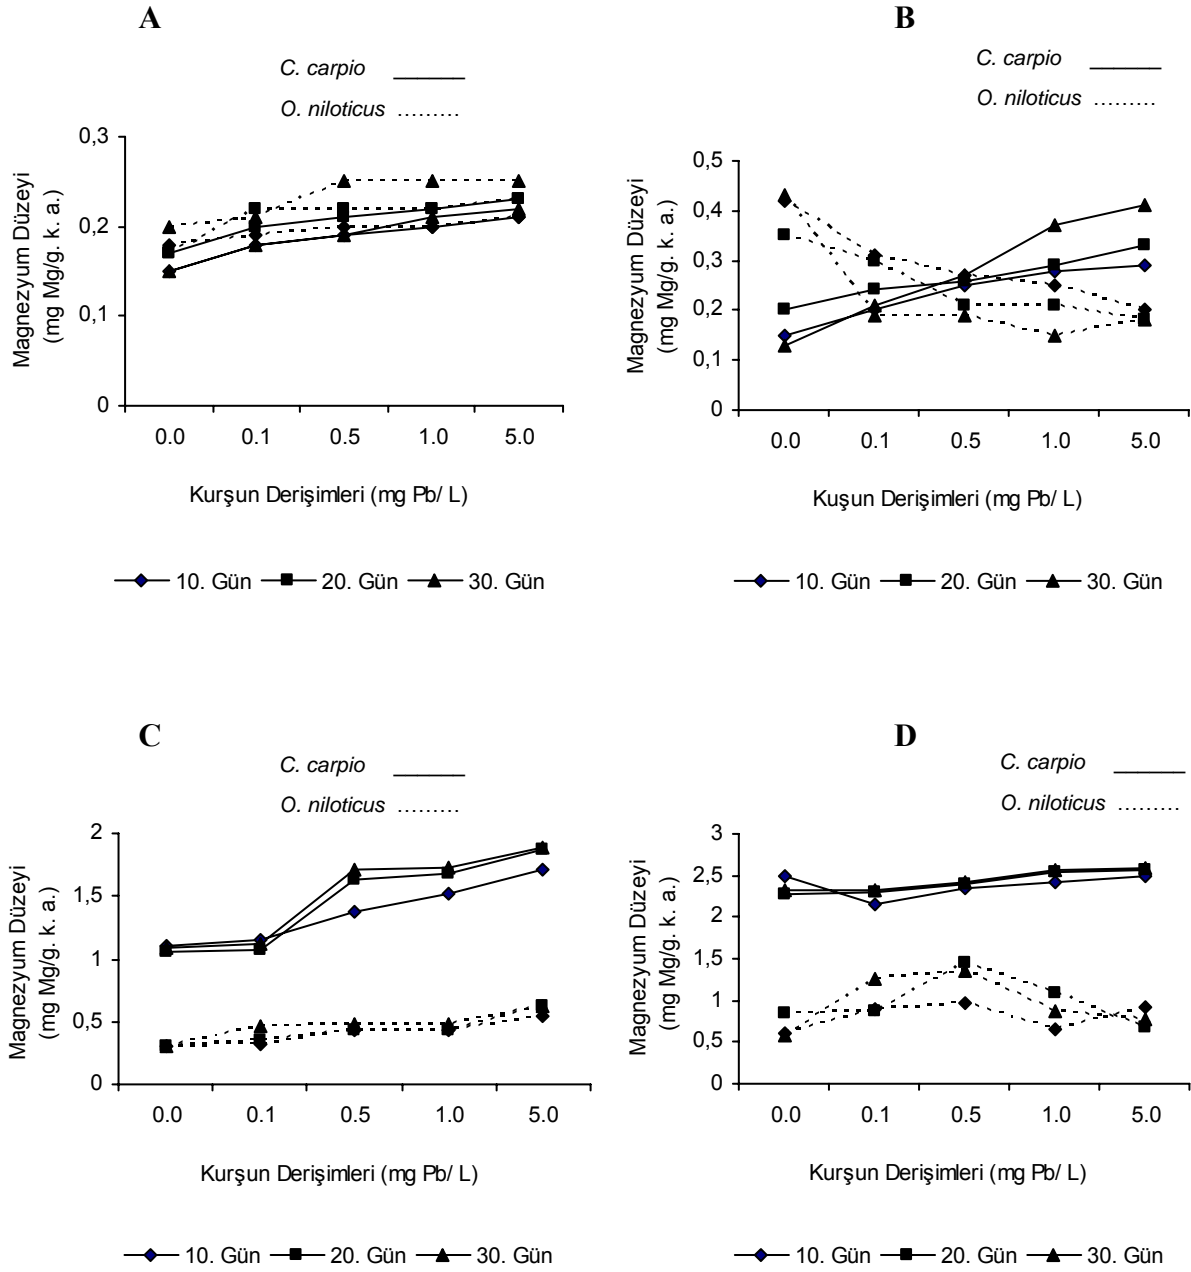 A
C. carpio
O. niloticus ………
Magnezyum Düzeyi
(mg Mg/g. k. a.)
0,3
0,2
0,1
0
0.0 0.1 0.5 1.0 5.0
Kurşun Derişimleri (mg Pb/ L)
10. Gün 20. Gün 30. Gün
B
C. carpio
O. niloticus ………
Magnezyum Düzeyi
(mg Mg/g. k. a.)
0,5
0,4
0,3
0,2
0,1
0
0.0 0.1 0.5 1.0 5.0
Kuşun Derişimleri (mg Pb/ L)
10. Gün 20. Gün 30. Gün
C
C. carpio
O. niloticus ………
Magnezyum Düzeyi
(mg Mg/g. k. a.)
2
1,5
1
0,5
0
0.0 0.1 0.5 1.0 5.0
Kurşun Derişimleri (mg Pb/ L)
10. Gün 20. Gün 30. Gün
D
C. carpio
O. niloticus ………
Magnezyum Düzeyi
(mg Mg/g. k. a.)
3
2,5
2
1,5
1
0,5
0
0.0 0.1 0.5 1.0 5.0
Kurşun Derişimleri (mg Pb/ L)
10. Gün 20. Gün 30. Gün